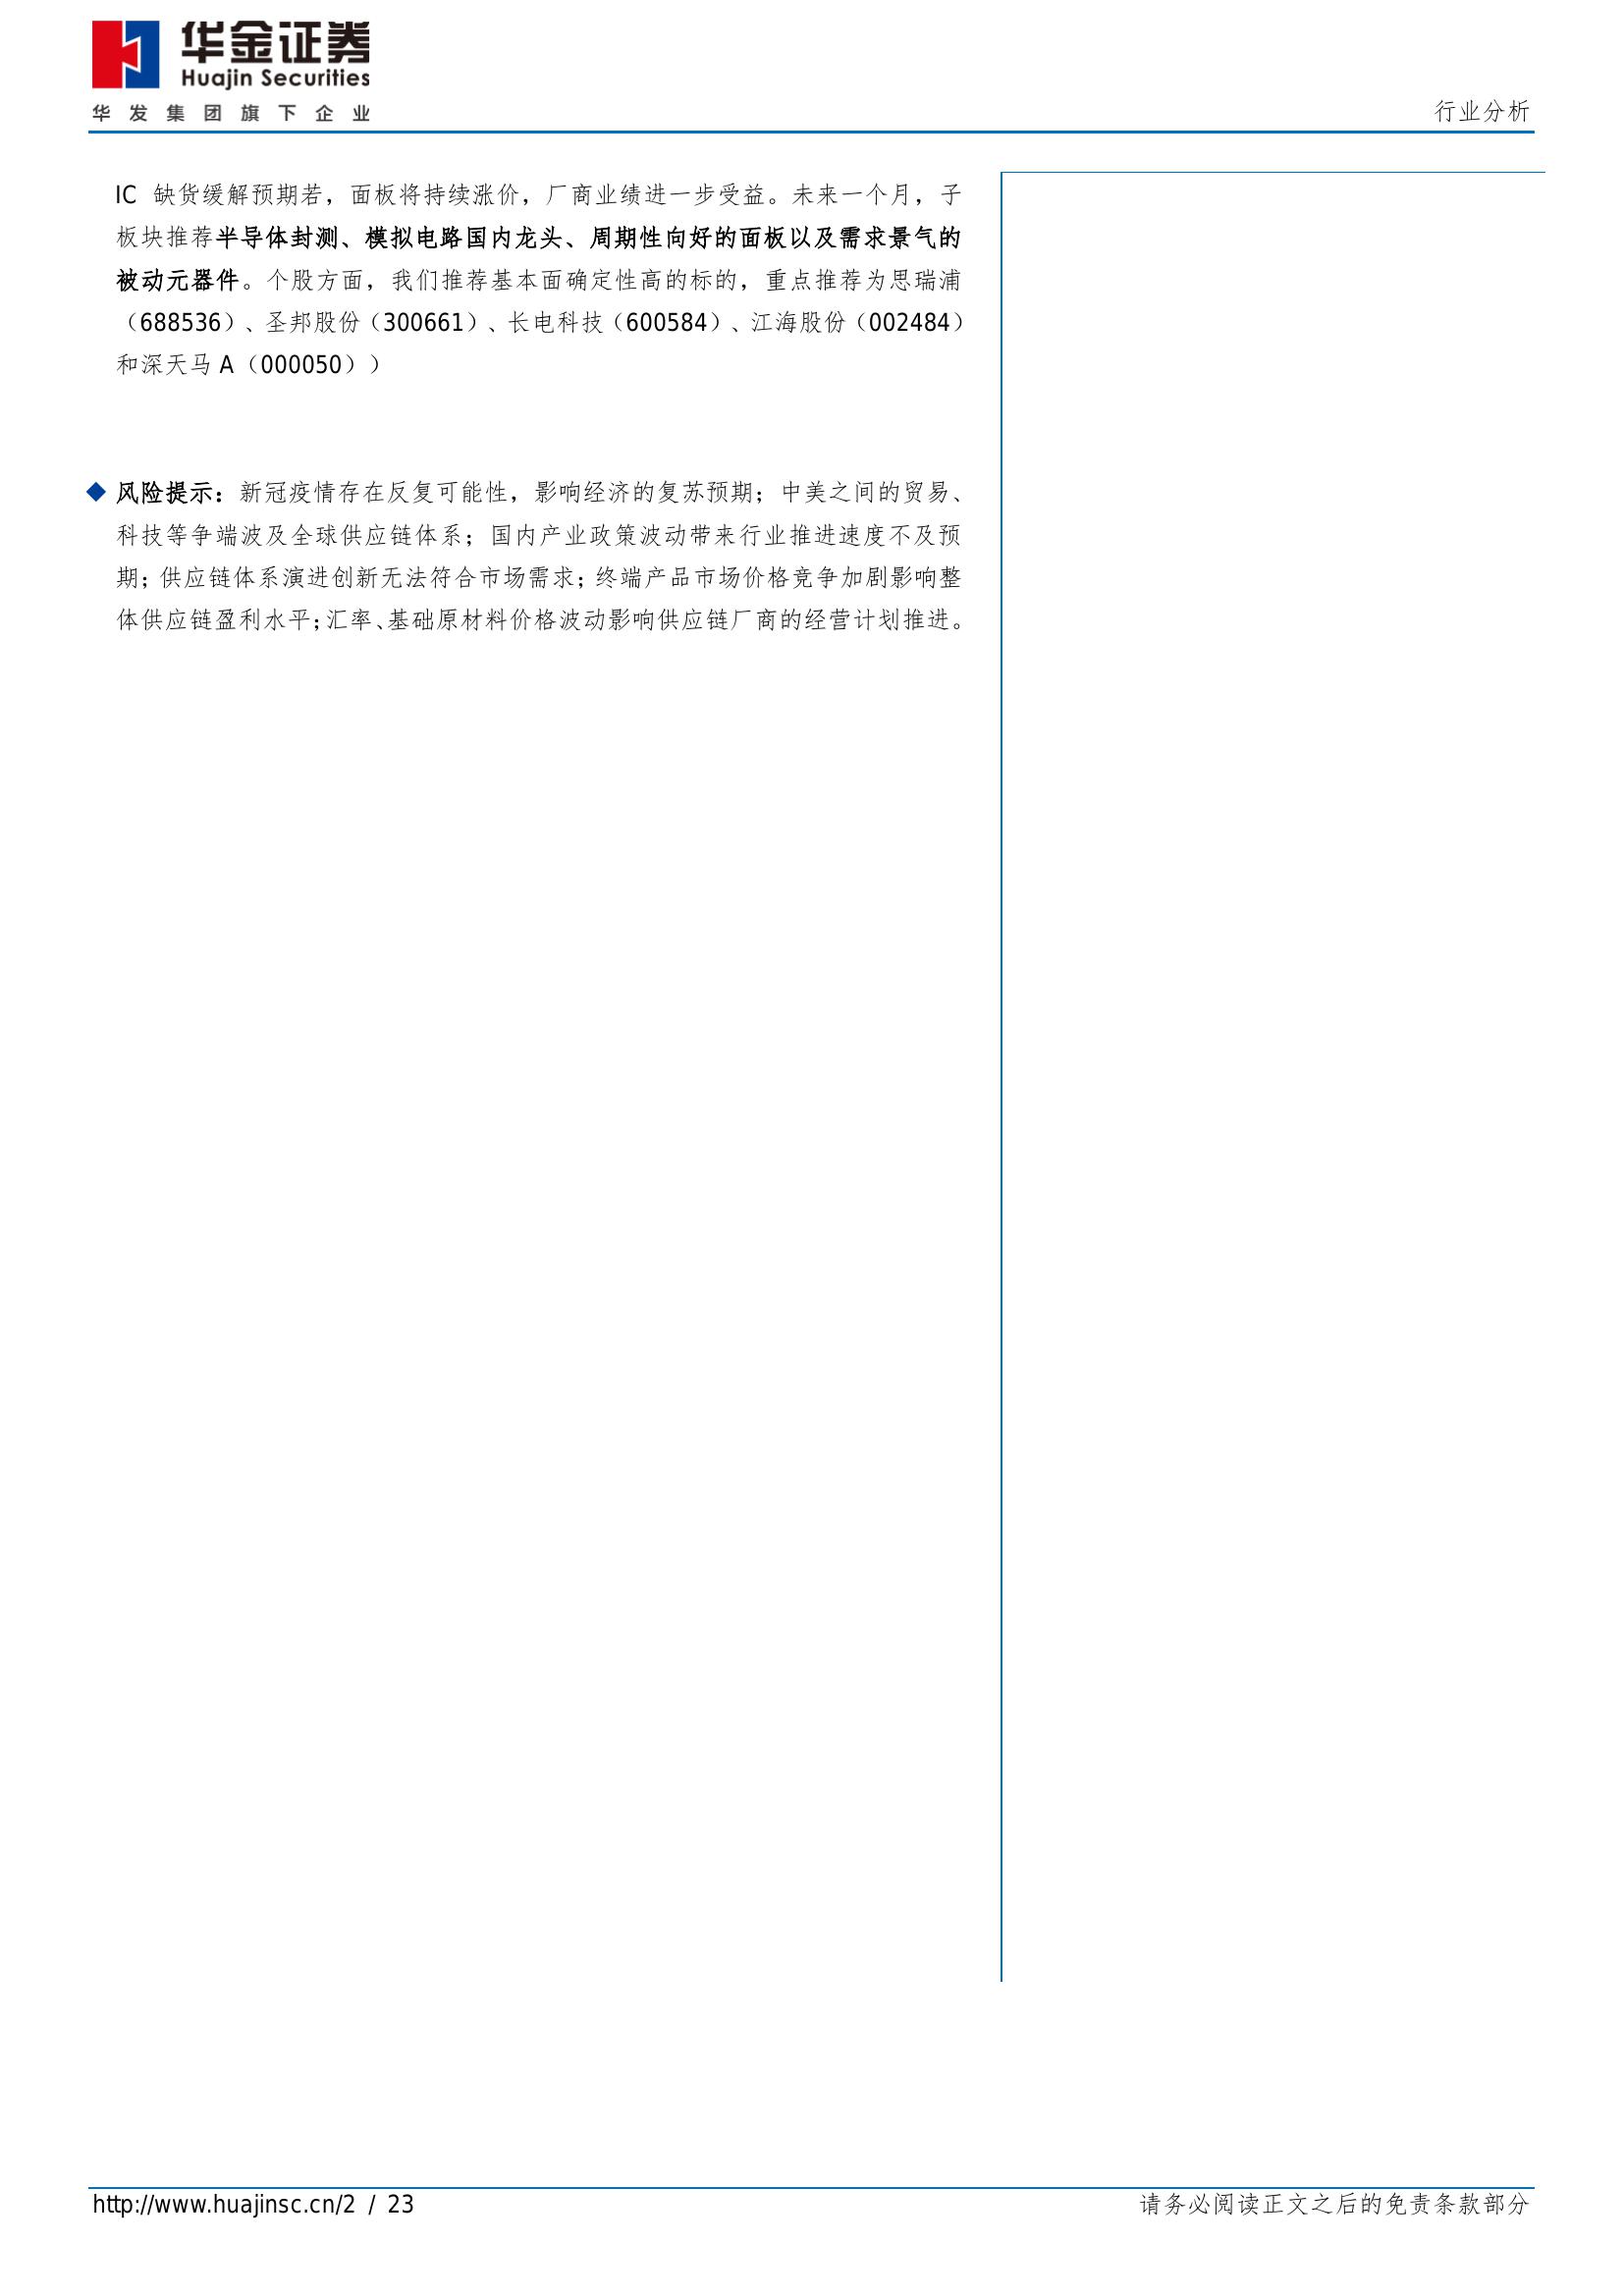 华金证券
Huajin Securities
华发集团旗下企业
行业分析
IC 缺货缓解预期若，面板将持续涨价，厂商业绩进一步受益。未来一个月，子
板块推荐半导体封测、模拟电路国内龙头、周期性向好的面板以及需求景气的
被动元器件。个股方面，我们推荐基本面确定性高的标的，重点推荐为思瑞浦
（688536）、圣邦股份（300661）、长电科技（600584）、江海股份（002484）
和深天马 A（000050））
◆ 风险提示：新冠疫情存在反复可能性，影响经济的复苏预期；中美之间的贸易、
科技等争端波及全球供应链体系；国内产业政策波动带来行业推进速度不及预
期；供应链体系演进创新无法符合市场需求；终端产品市场价格竞争加剧影响整
体供应链盈利水平；汇率、基础原材料价格波动影响供应链厂商的经营计划推进。
http://www.huajinsc.cn/2 / 23
请务必阅读正文之后的免责条款部分